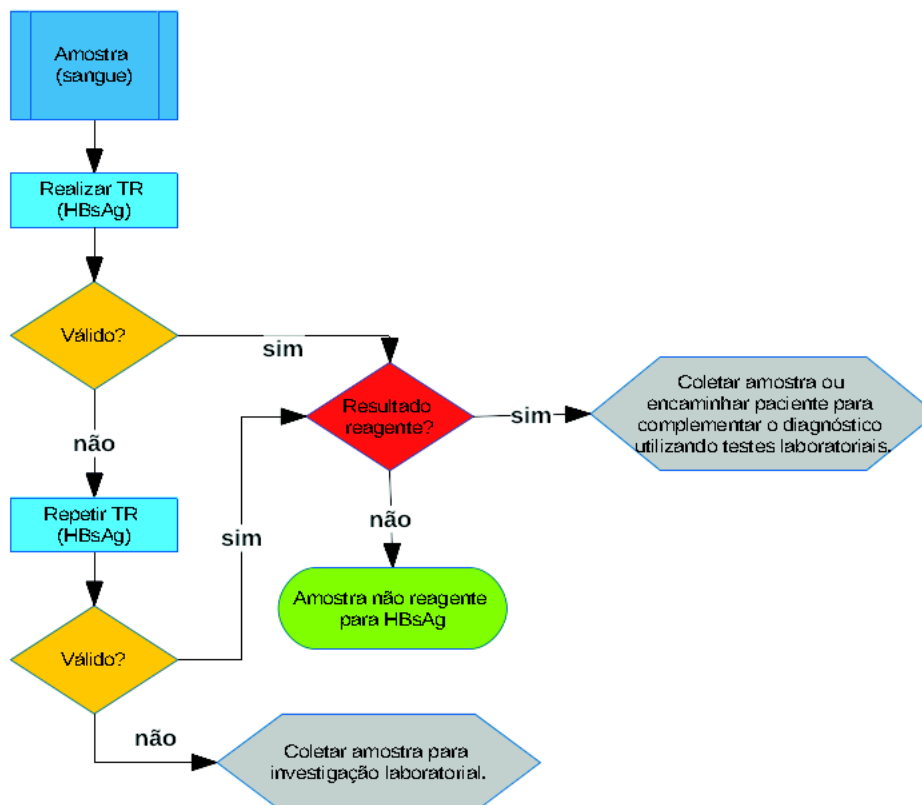 Amostra
(sangue)
Realizar TR
(HBsAg)
Válido?
sim
Resultado
reagente?
sim
Coletar amostra ou
encaminhar paciente para
complementar o diagnóstico
utilizando testes laboratoriais.
não
Repetir TR
(HBsAg)
sim
não
Amostra não reagente
para HBsAg
Válido?
não
Coletar amostra para
investigação laboratorial.